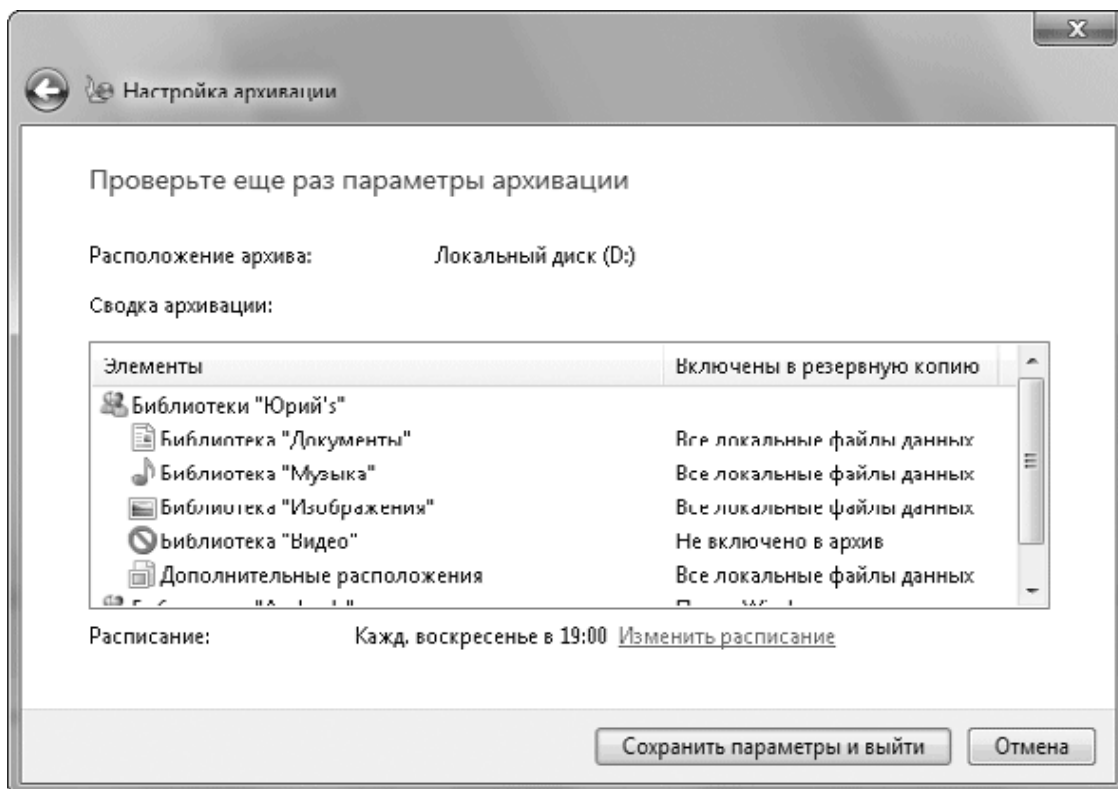 Настройка архивации
Проверьте еще раз параметры архивации
Расположение архива: Локальный диск (D:)
Сводка архивации:
Элементы Включены в резервную копию
Библиотеки "Юрий's"
Библиотека "Документы" Все локальные файлы данных
Библиотека "Музыка" Все локальные файлы данных
Библиотека "Изображения" Все локальные файлы данных
Библиотека "Видео" Не включено в архив
Дополнительные расположения Все локальные файлы данных
Расписание: Кажд. воскресенье в 19:00 Изменить расписание
Сохранить параметры и выйти Отмена